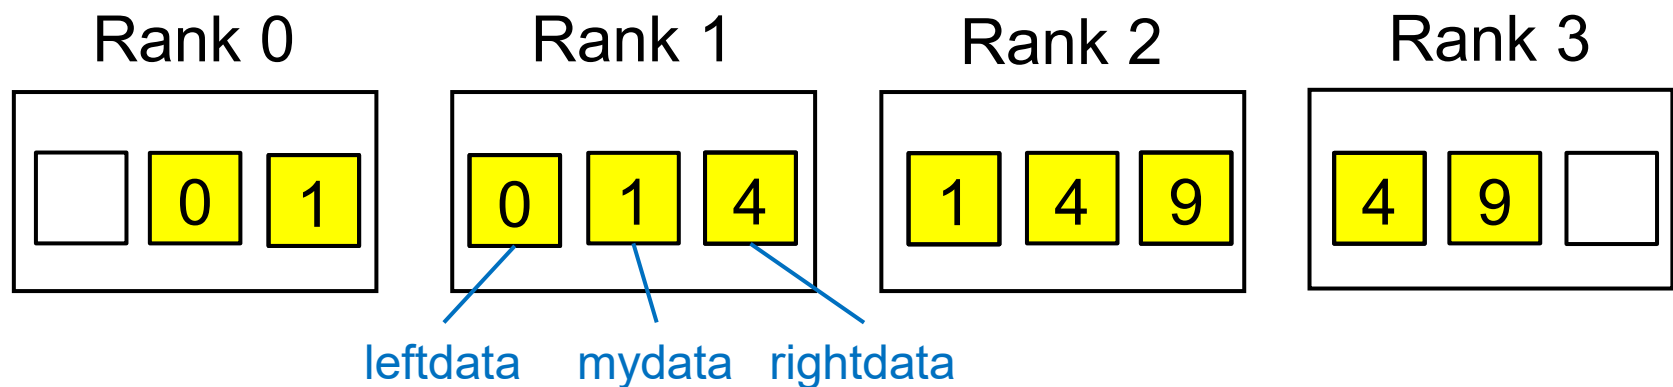 Rank 0 Rank 1 Rank 2 Rank 3
0 1 0 1 4 1 4 9 4 9
leftdata mydata rightdata